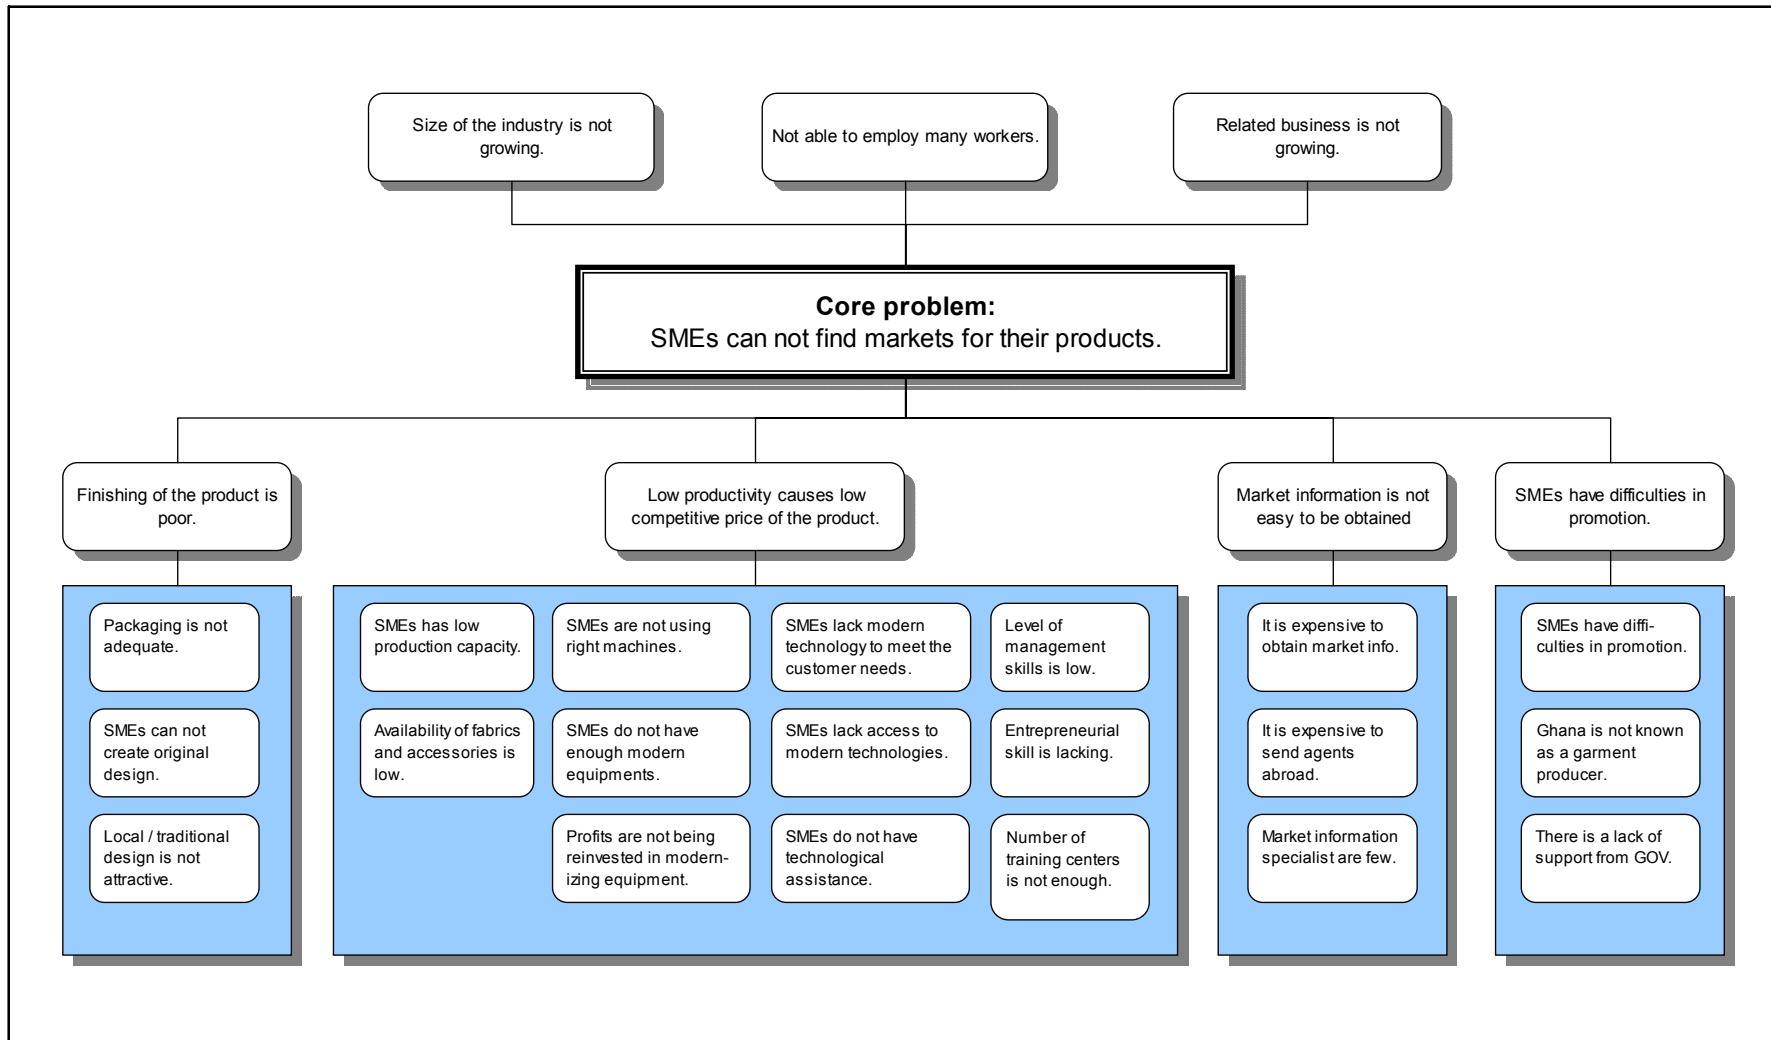 Size of the industry is not
growing.
Not able to employ many workers.
Related business is not
growing.
Core problem:
SMEs can not find markets for their products.
Finishing of the product is
poor.
Low productivity causes low
competitive price of the product.
Market information is not
easy to be obtained
SMEs have difficulties in
promotion.
Packaging is not
adequate.
SMEs can not
create original
design.
Local / traditional
design is not
attractive.
SMEs has low
production capacity.
Availability of fabrics
and accessories is
low.
SMEs are not using
right machines.
SMEs do not have
enough modern
equipments.
Profits are not being
reinvested in modern-
izing equipment.
SMEs lack modern
technology to meet the
customer needs.
SMEs lack access to
modern technologies.
SMEs do not have
technological
assistance.
Level of
management
skills is low.
Entrepreneurial
skill is lacking.
Number of
training centers
is not enough.
It is expensive to
obtain market info.
It is expensive to
send agents
abroad.
Market information
specialist are few.
SMEs have diffi-
culties in promotion.
Ghana is not known
as a garment
producer.
There is a lack of
support from GOV.